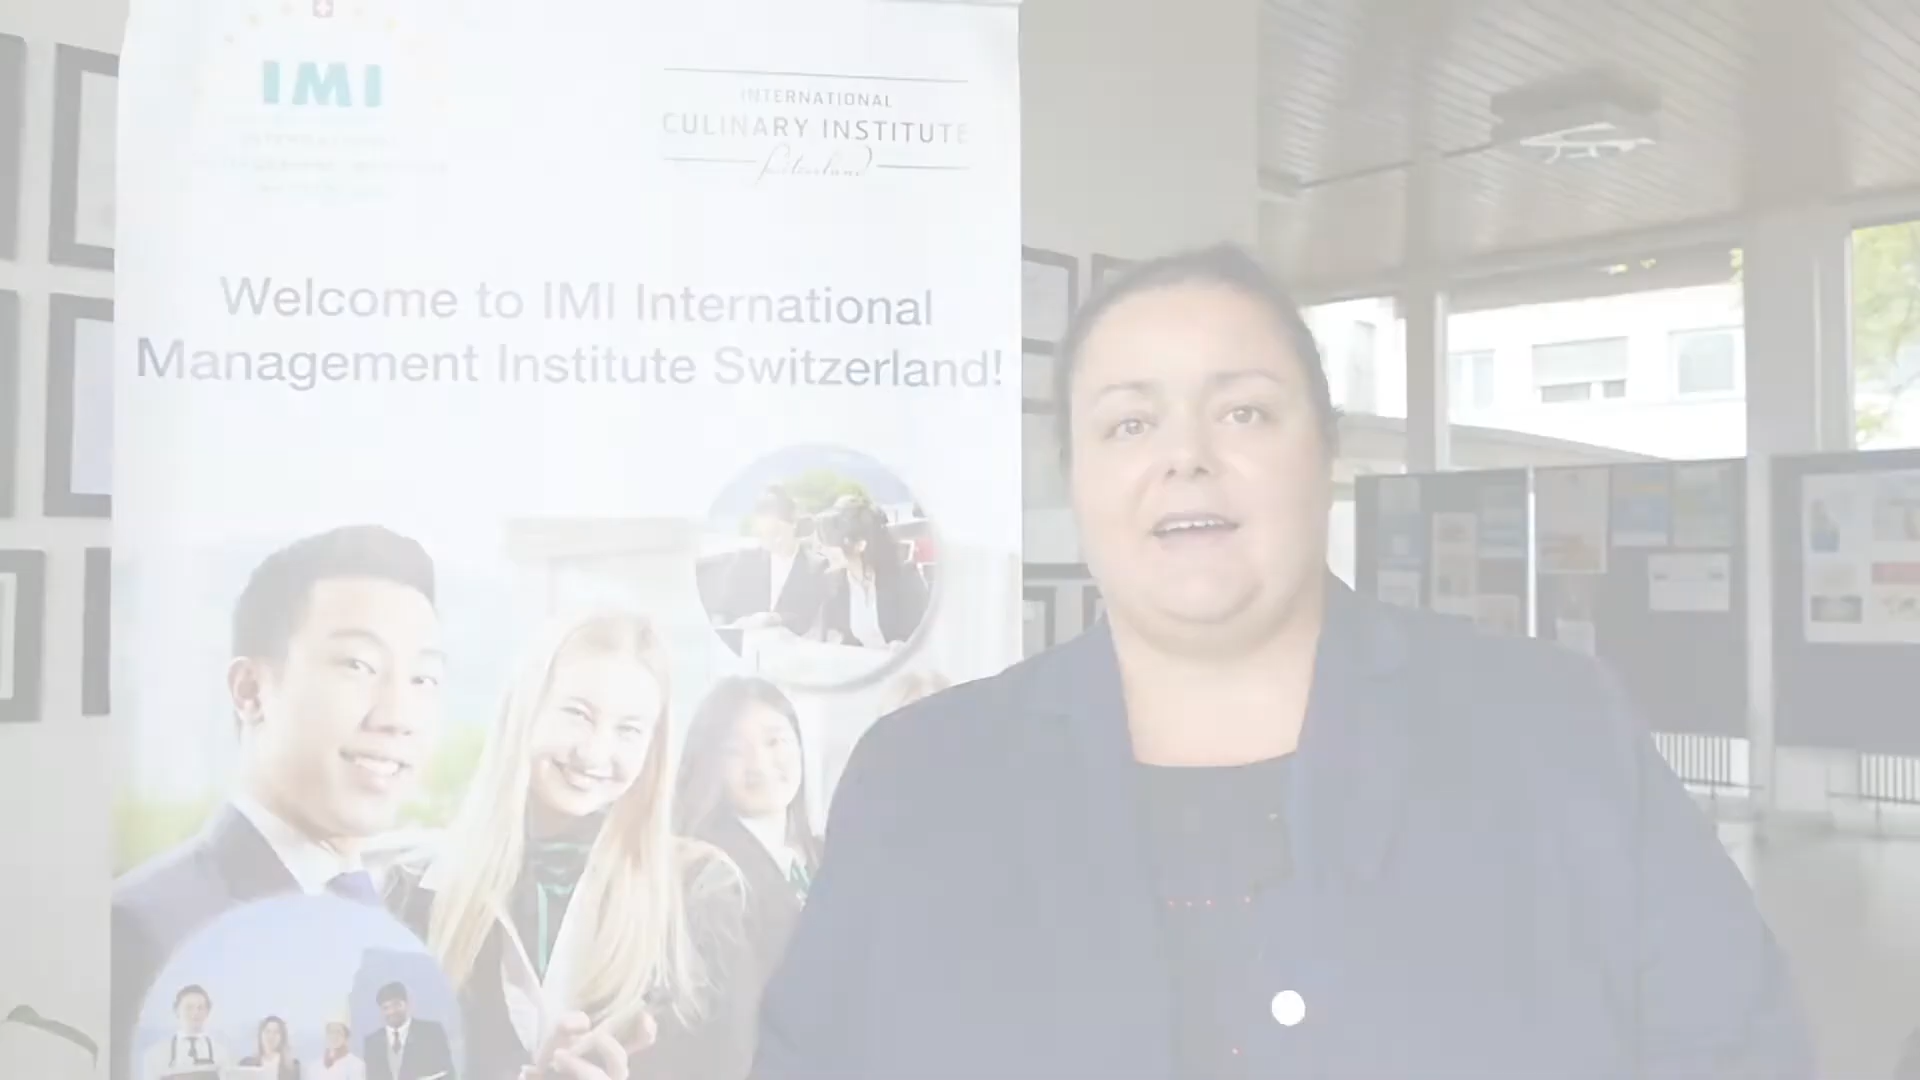 IMI
INTERNATIONAL
CULINARY INSTITUTE
Switzerland
Welcome to IMI International
Management Institute Switzerland!